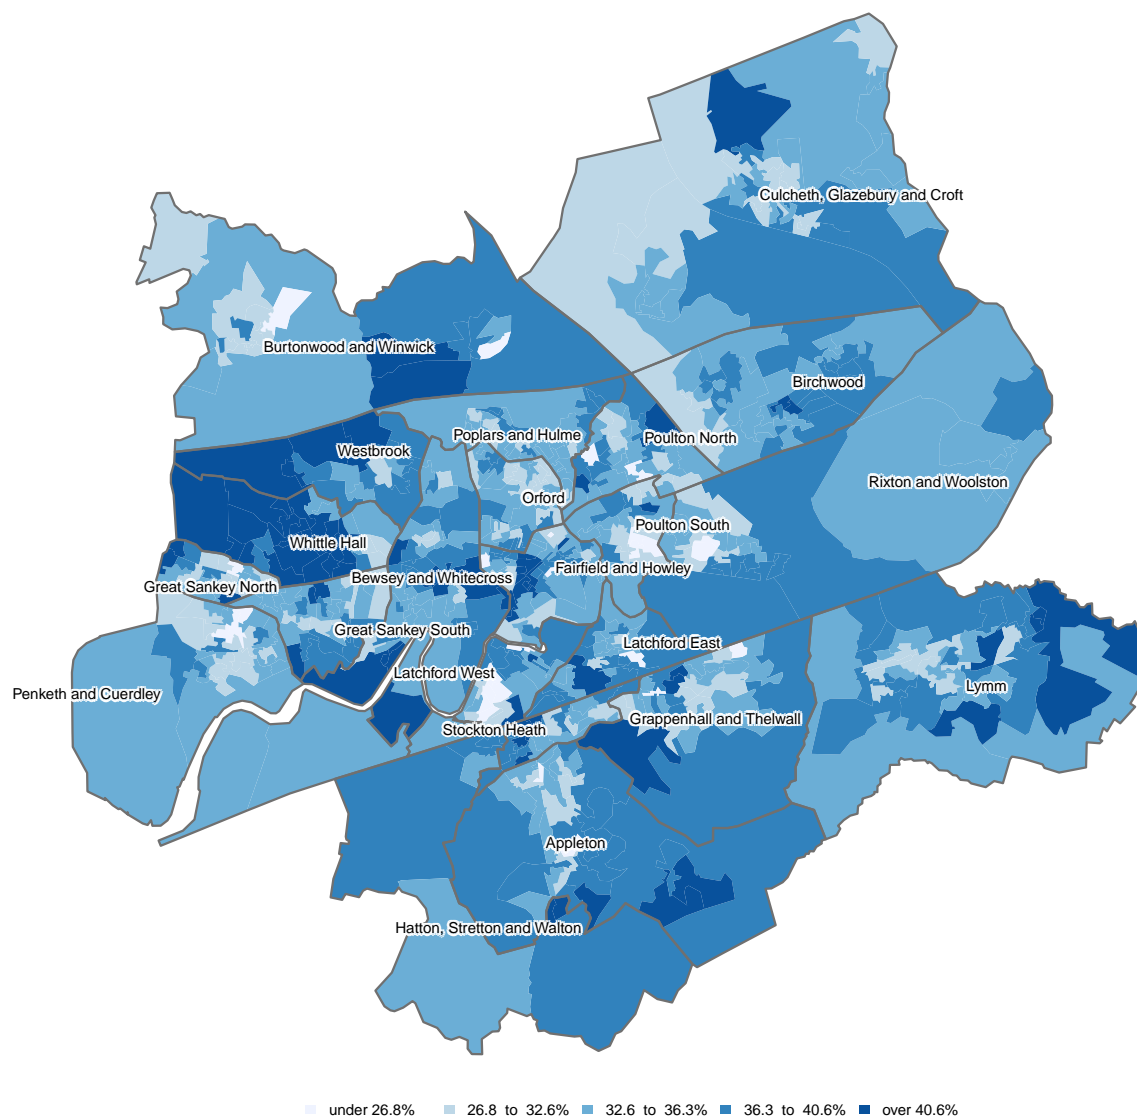 Culcheth, Glazebury and Croft
Burtonwood and Winwick
Birchwood
Poplars and Hulme
Poulton North
Westbrook
Rixton and Woolston
Orford
Poulton South
Whittle Hall
Fairfield and Howley
Bewsey and Whitecross
Great Sankey North
Great Sankey South
Latchford East
Latchford West
Lymm
Penketh and Cuerdley
Grappenhall and Thelwall
Stockton Heath
Appleton
Hatton, Stretton and Walton
under 26.8% 26.8 to 32.6% 32.6 to 36.3% 36.3 to 40.6% over 40.6%